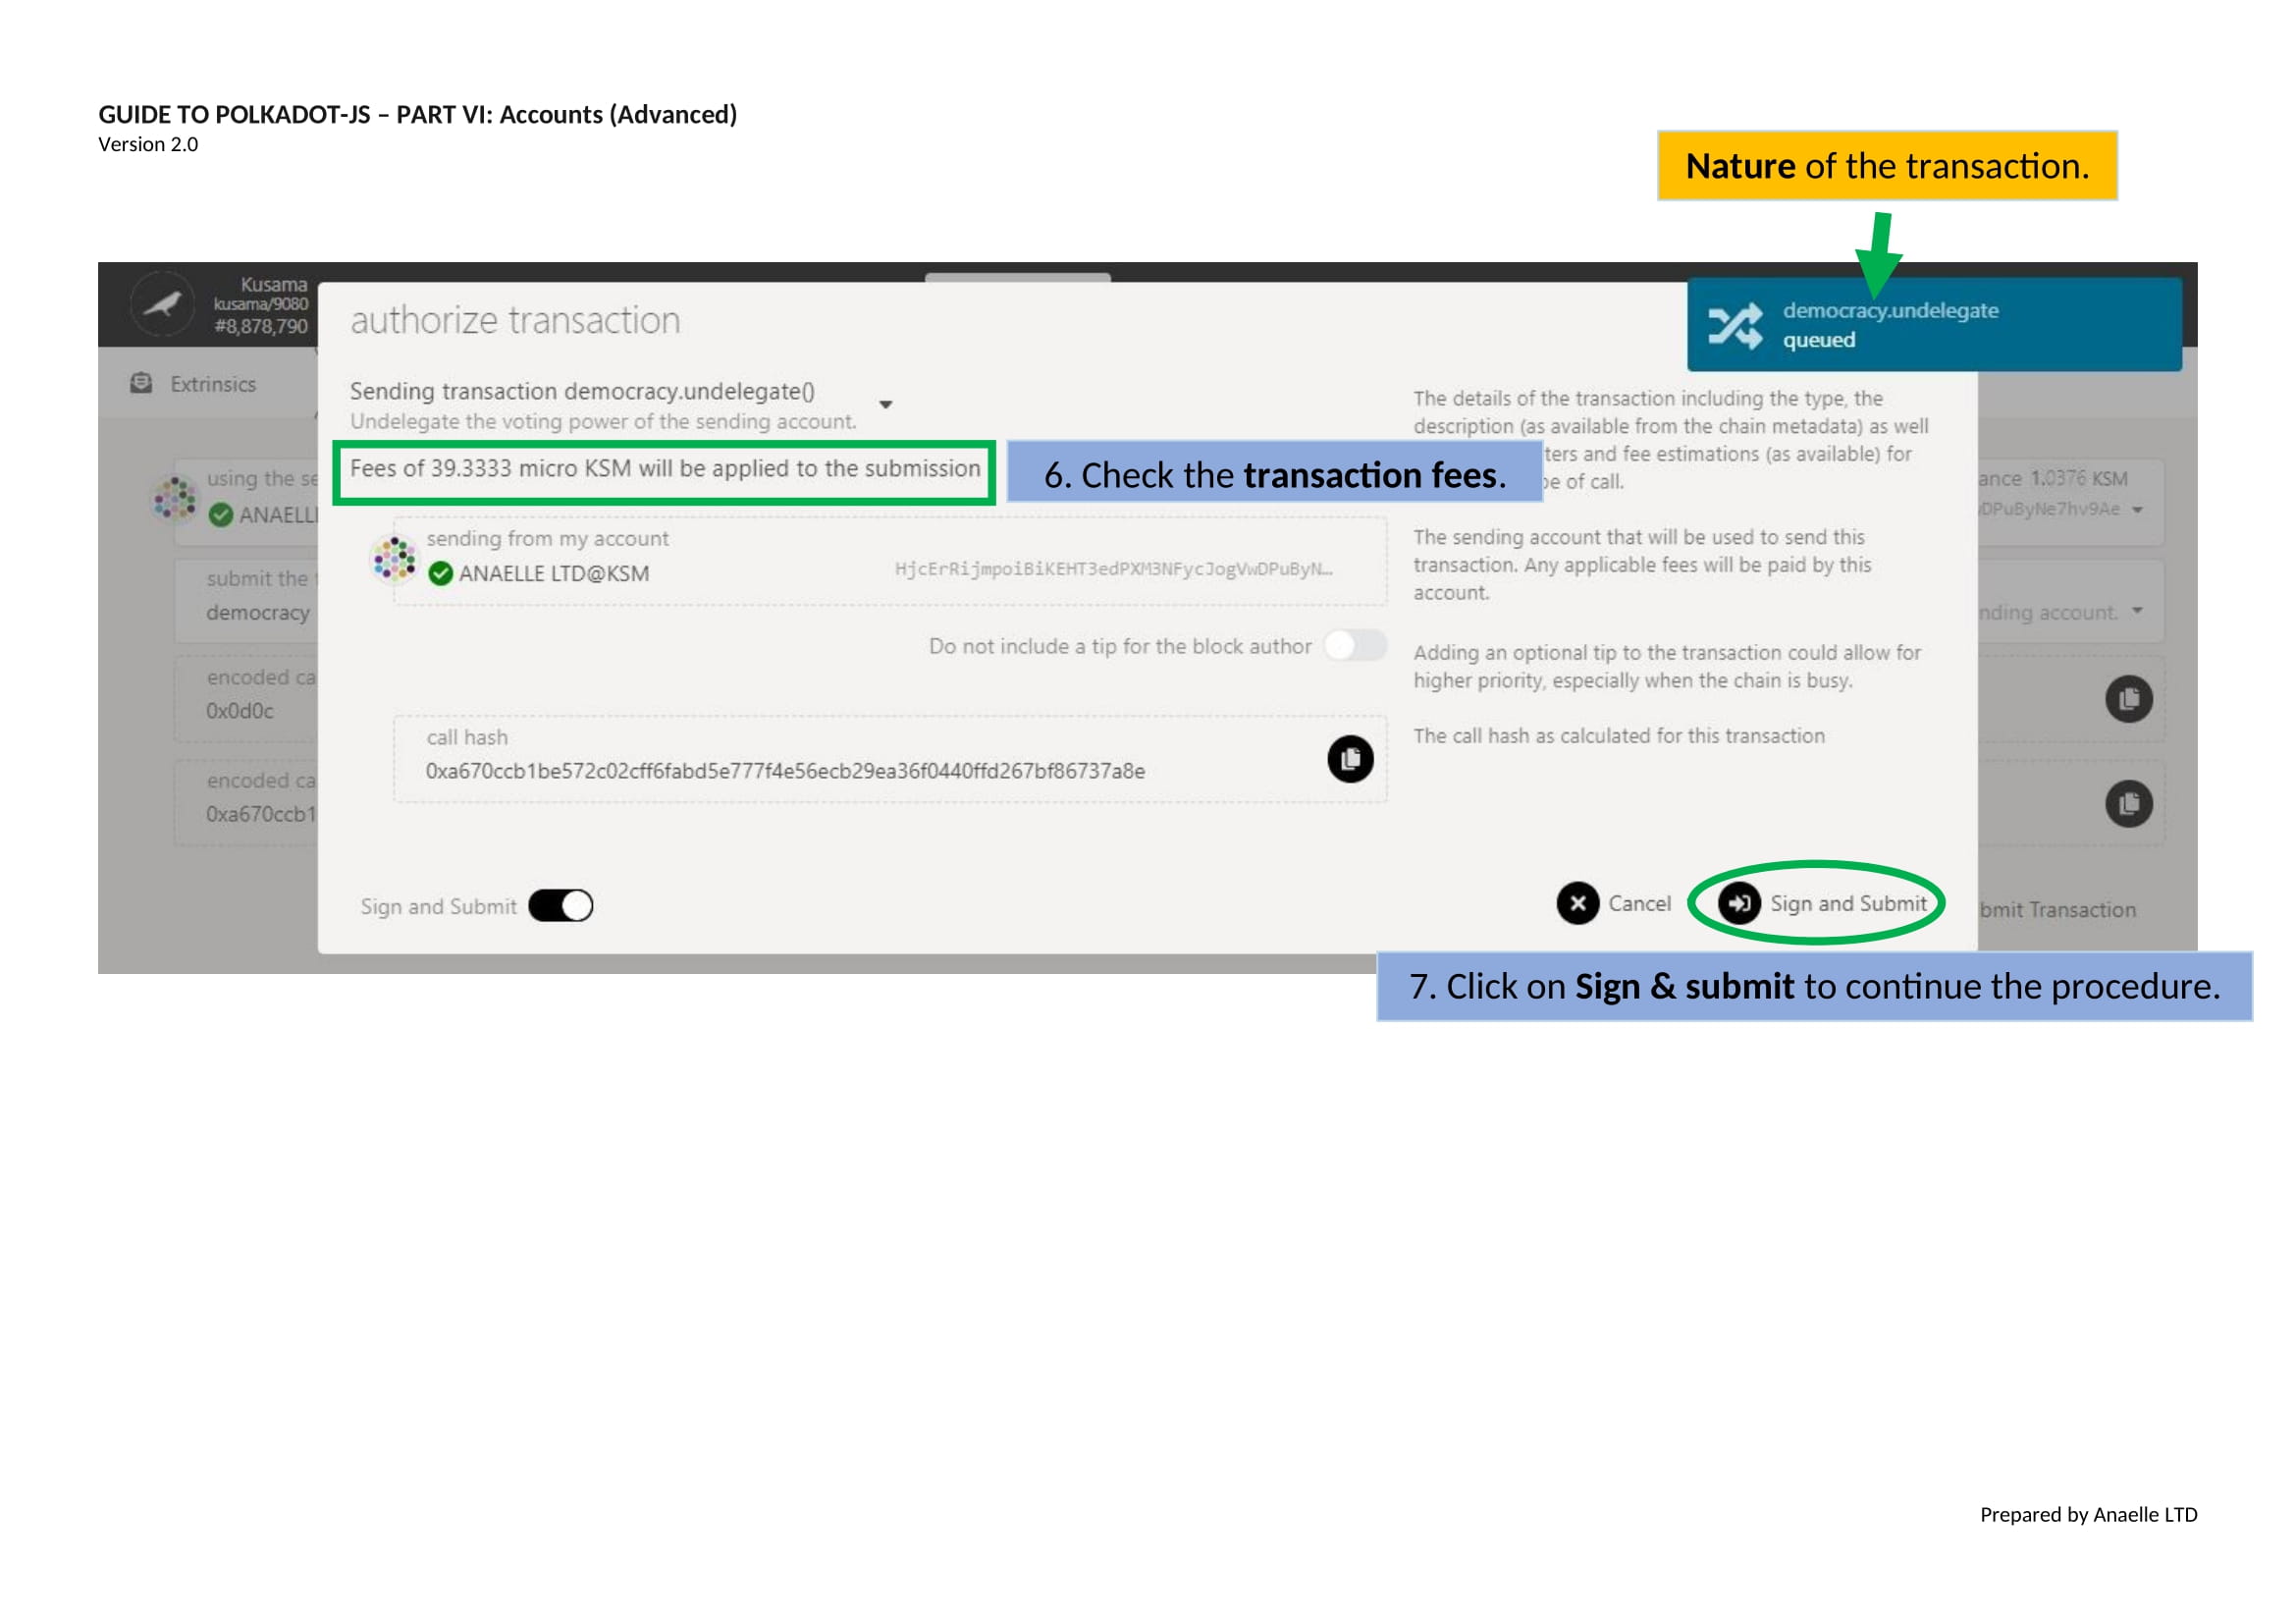 GUIDE TO POLKADOT-JS – PART VI: Accounts (Advanced)
Version 2.0
Nature of the transaction.
Kusama
kusama/9080
#8,878,790
authorize transaction
democracy.undelegate
queued
Extrinsics
Sending transaction democracy.undelegate()
Undelegate the voting power of the sending account.
The details of the transaction including the type, the
description (as available from the chain metadata) as well
ters and fee estimations (as available) for
be of call.
Fees of 39.3333 micro KSM will be applied to the submission
6. Check the transaction fees.
using the se
ANAELL
ance 1.0376 KSM
DPuByNe7hv9Ae
sending from my account
ANAELLE LTD@KSM
HjcErRijmpoiBiKEHT3edPXM3NFycJogVwDPuByN…
The sending account that will be used to send this
transaction. Any applicable fees will be paid by this
account.
submit the
democracy
nding account.
Do not include a tip for the block author
Adding an optional tip to the transaction could allow for
higher priority, especially when the chain is busy.
encoded ca
0x0d0c
call hash
0xa670ccb1be572c02cff6fabd5e777f4e56ecb29ea36f0440ffd267bf86737a8e
The call hash as calculated for this transaction
encoded ca
0xa670ccb1
Sign and Submit
Cancel
Sign and Submit
bmit Transaction
7. Click on Sign & submit to continue the procedure.
Prepared by Anaelle LTD